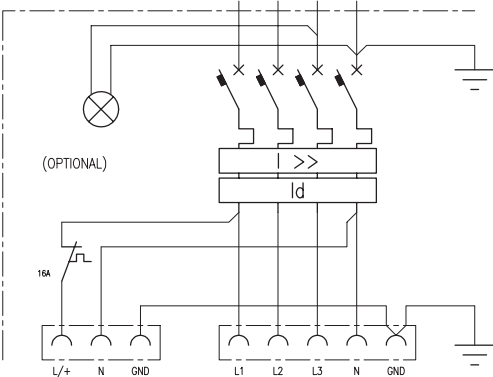 (OPTIONAL)
I >>
Id
16A
L/+ N GND L1 L2 L3 N GND